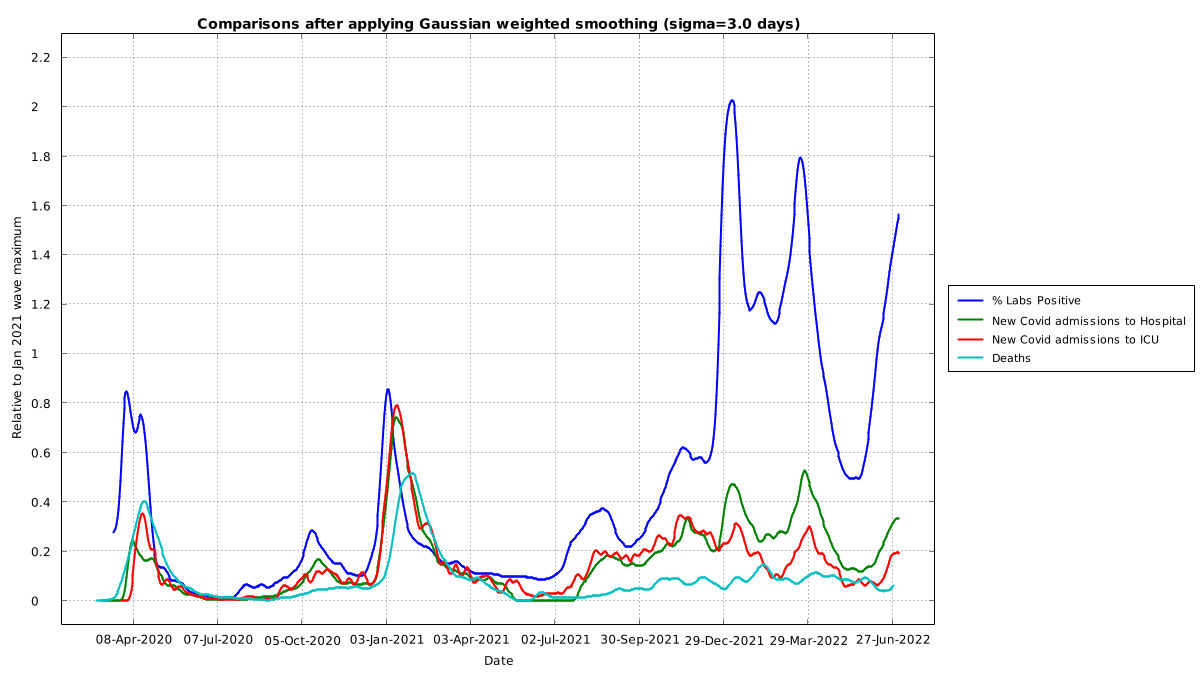 Comparisons after applying Gaussian weighted smoothing (sigma=3.0 days)
2.2
2
1.8
1.6
1.4
1.2
1
0.8
0.6
0.4
0.2
0
Relative to Jan 2021 wave maximum
08-Apr-2020 07-Jul-2020 05-Oct-2020 03-Jan-2021 03-Apr-2021 02-Jul-2021 30-Sep-2021 29-Dec-2021 29-Mar-2022 27-Jun-2022
Date
% Labs Positive
New Covid admissions to Hospital
New Covid admissions to ICU
Deaths